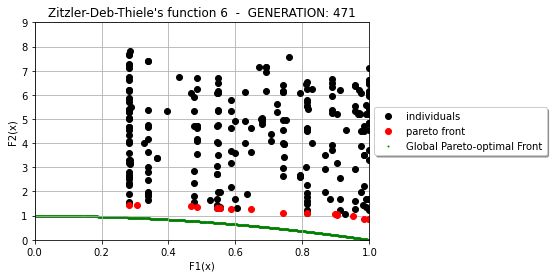 Zitzler-Deb-Thiele's function 6  -  GENERATION: 471
9
8
7
6
5
4
3
2
1
0
F2(x)
0.0 0.2 0.4 0.6 0.8 1.0
F1(x)
individuals
pareto front
Global Pareto-optimal Front